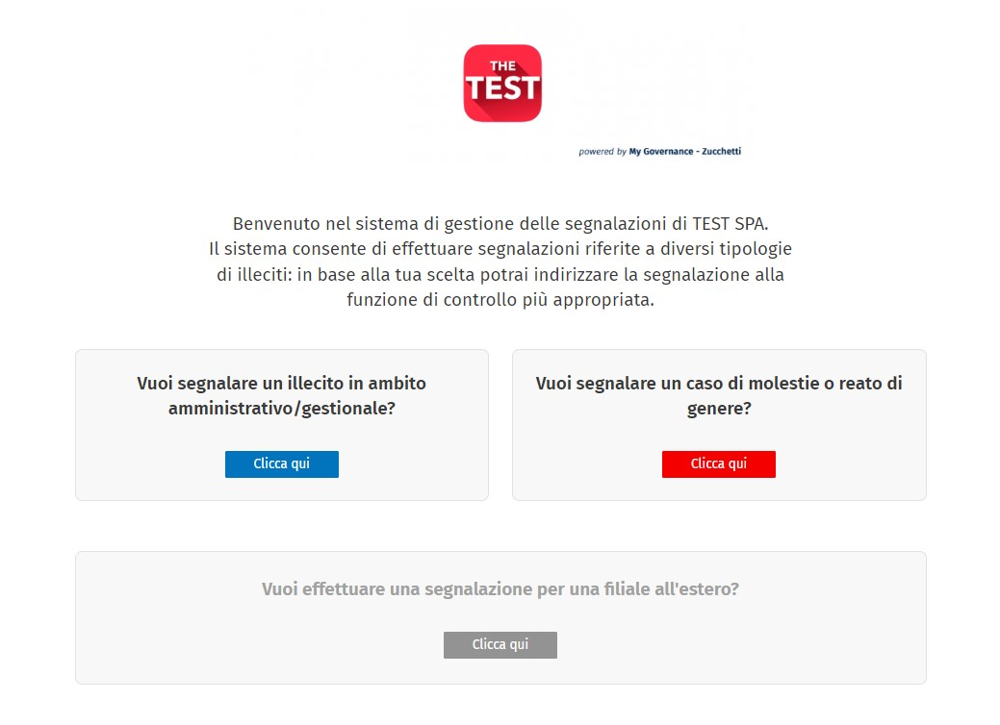 THE
TEST
powered by My Governance - Zucchetti
Benvenuto nel sistema di gestione delle segnalazioni di TEST SPA.
Il sistema consente di effettuare segnalazioni riferite a diversi tipologie
di illeciti: in base alla tua scelta potrai indirizzare la segnalazione alla
funzione di controllo più appropriata.
Vuoi segnalare un illecito in ambito
amministrativo/gestionale?
Clicca qui
Vuoi segnalare un caso di molestie o reato di
genere?
Clicca qui
Vuoi effettuare una segnalazione per una filiale all'estero?
Clicca qui